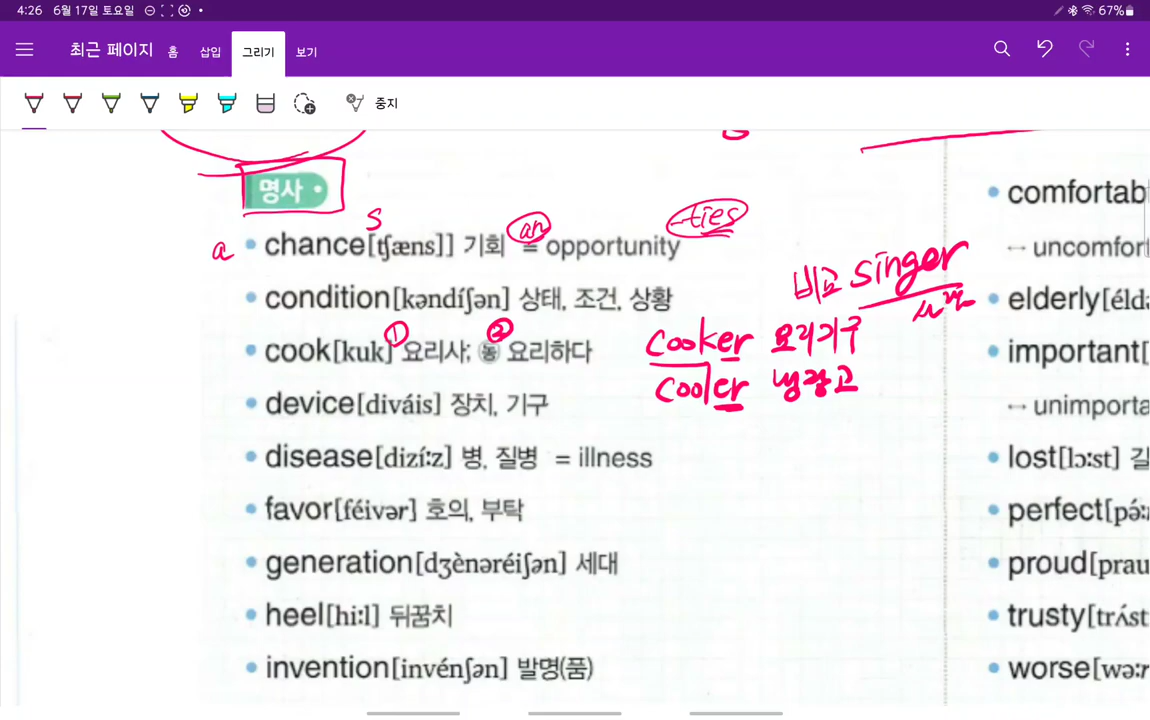 4:26 6월 17일 토요일 67%
최근 페이지 홈 삽입 그리기 보기
중지
명사
s
a chance[tʃæns]] 기회 an = opportunity -ties
condition[kəndíʃən] 상태, 조건, 상황
비교 singer
cook[kuk] ① 요리사; 동 ② 요리하다
cooker 요리기구
cooler 냉장고
device[diváis] 장치, 기구
disease[dizí:z] 병, 질병 = illness
favor[féivər] 호의, 부탁
generation[dʒènəréiʃən] 세대
heel[hi:l] 뒤꿈치
invention[invénʃən] 발명(품)
comfortab
↔ uncomfort
elderly[éld
important[
↔ unimporta
lost[lɔ:st] 길
perfect[pə́:
proud[prau
trusty[trʌ́st
worse[wə:r